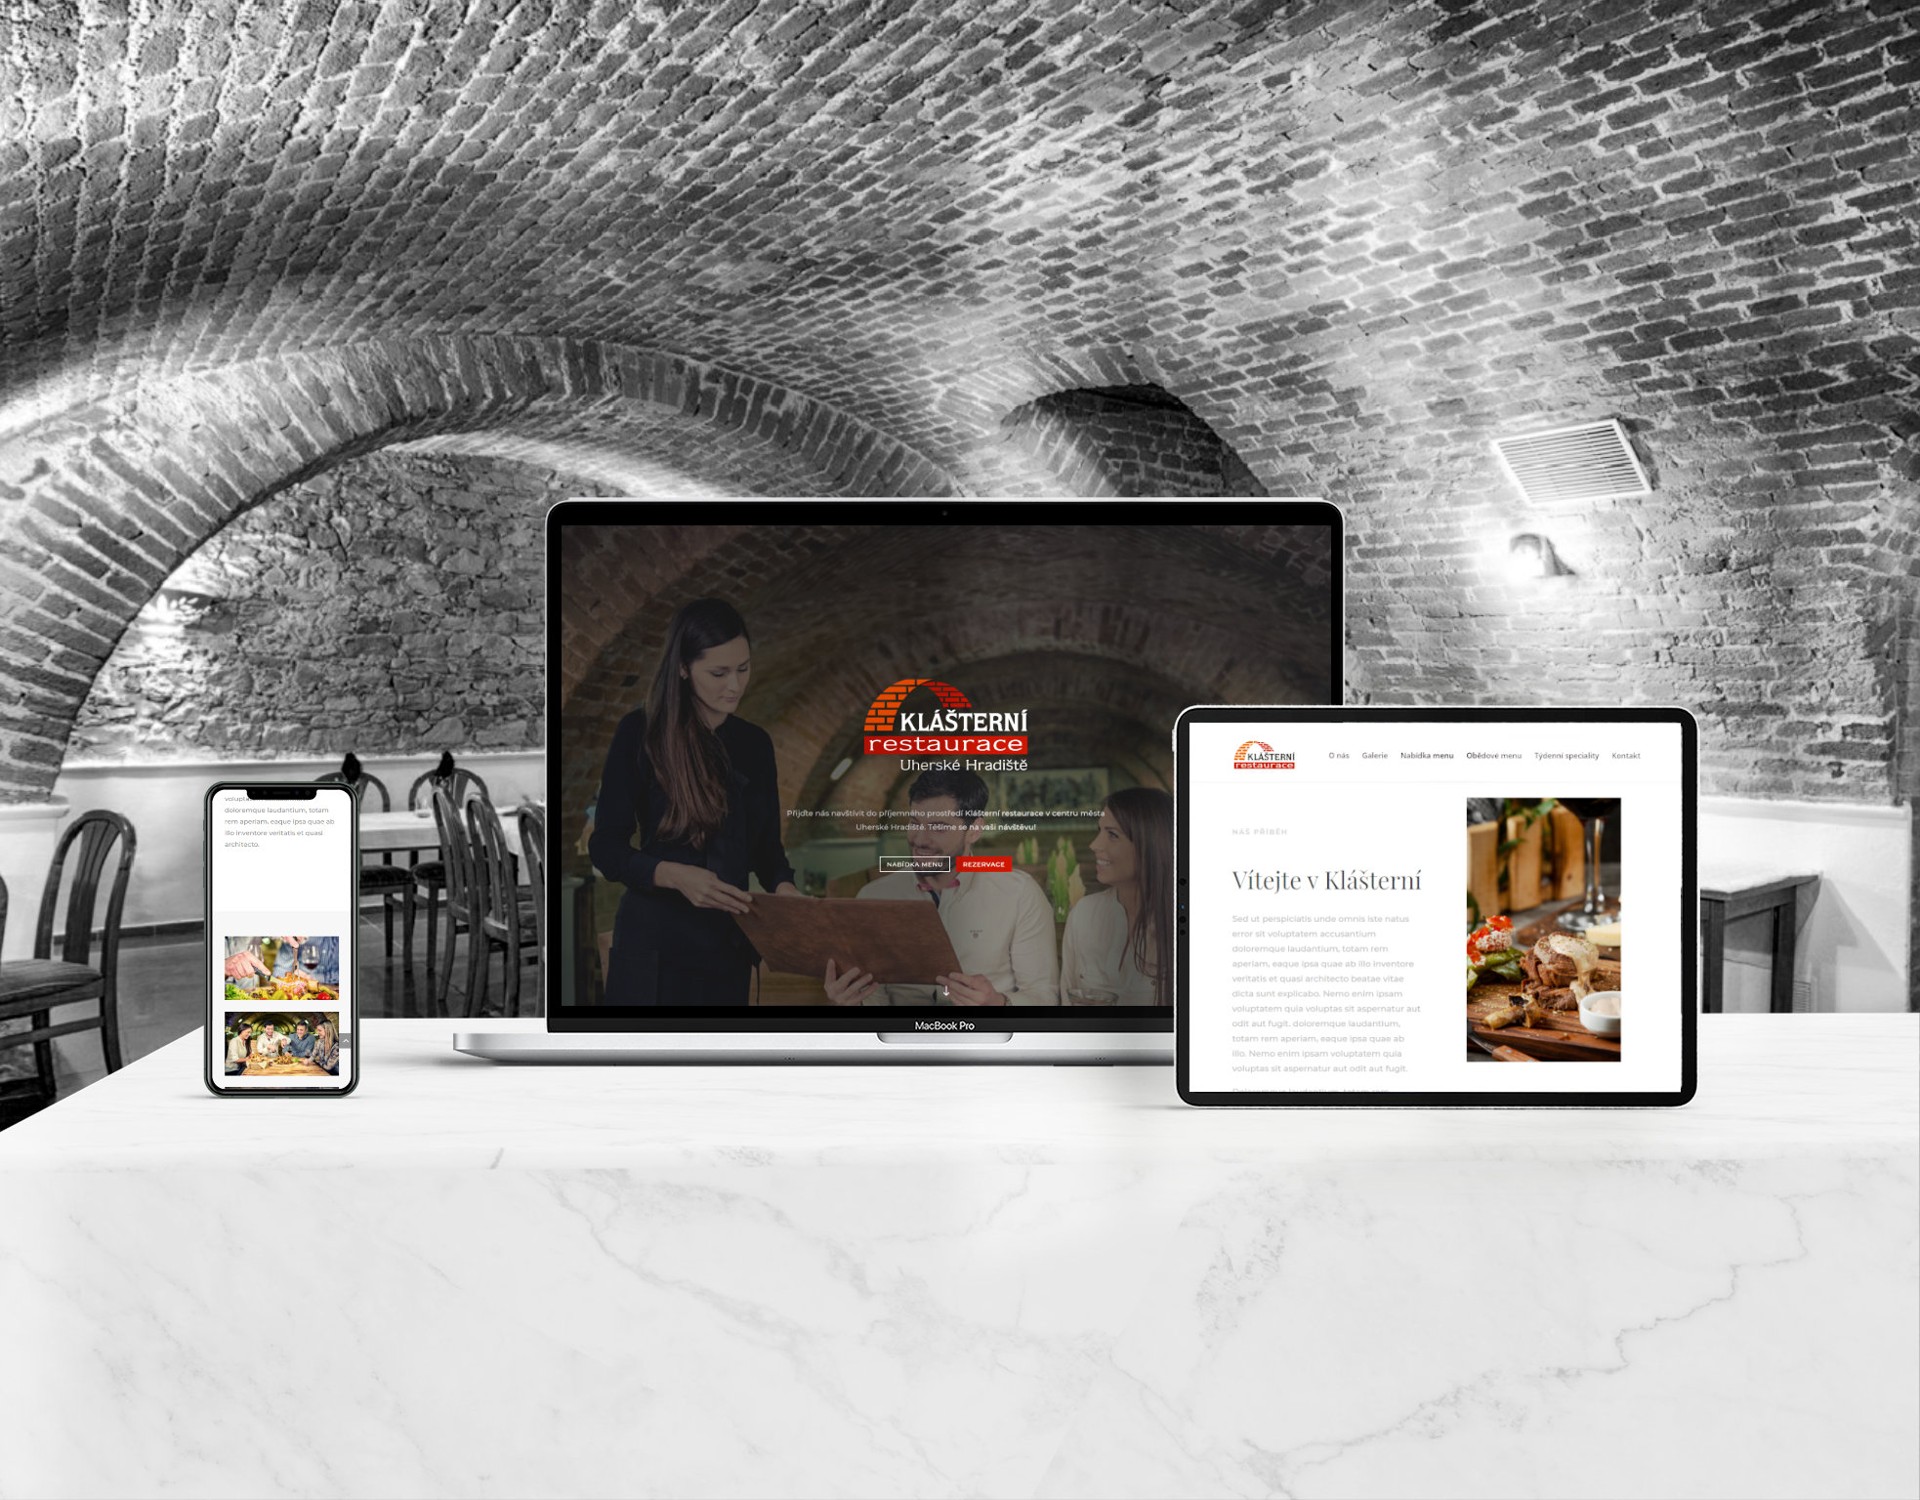 KLÁŠTERNÍ
restaurace
Uherské Hradiště
Přijďte nás navštívit do příjemného prostředí Klášterní restaurace v centru města
Uherské Hradiště. Těšíme se na vaši návštěvu!
NABÍDKA MENU REZERVACE
MacBook Pro
doloremque laudantium, totam
rem aperiam, eaque ipsa quae ab
illo inventore veritatis et quasi
architecto.
KLÁŠTERNÍ
restaurace
O nás Galerie Nabídka menu Obědové menu Týdenní speciality Kontakt
NÁŠ PŘÍBĚH
Vítejte v Klášterní
Sed ut perspiciatis unde omnis iste natus
error sit voluptatem accusantium
doloremque laudantium, totam rem
aperiam, eaque ipsa quae ab illo inventore
veritatis et quasi architecto beatae vitae
dicta sunt explicabo. Nemo enim ipsam
voluptatem quia voluptas sit aspernatur aut
odit aut fugit. doloremque laudantium,
totam rem aperiam, eaque ipsa quae ab
illo. Nemo enim ipsam voluptatem quia
voluptas sit aspernatur aut odit aut fugit.